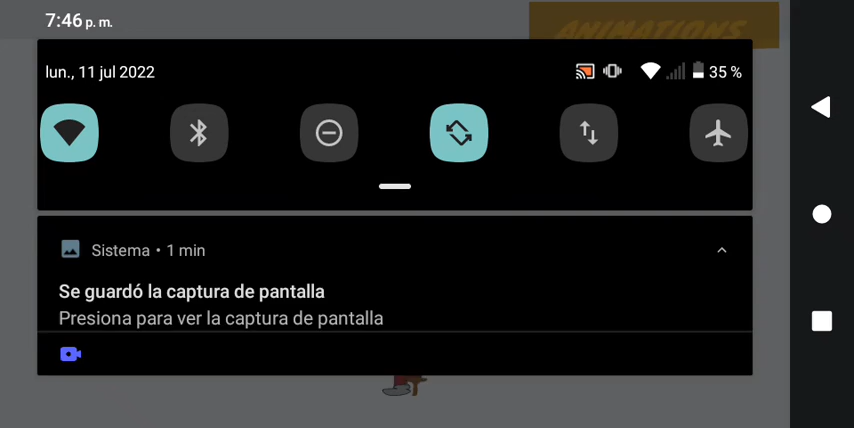 7:46 p. m.
ANIMATIONS
lun., 11 jul 2022
35 %
Sistema • 1 min
Se guardó la captura de pantalla
Presiona para ver la captura de pantalla